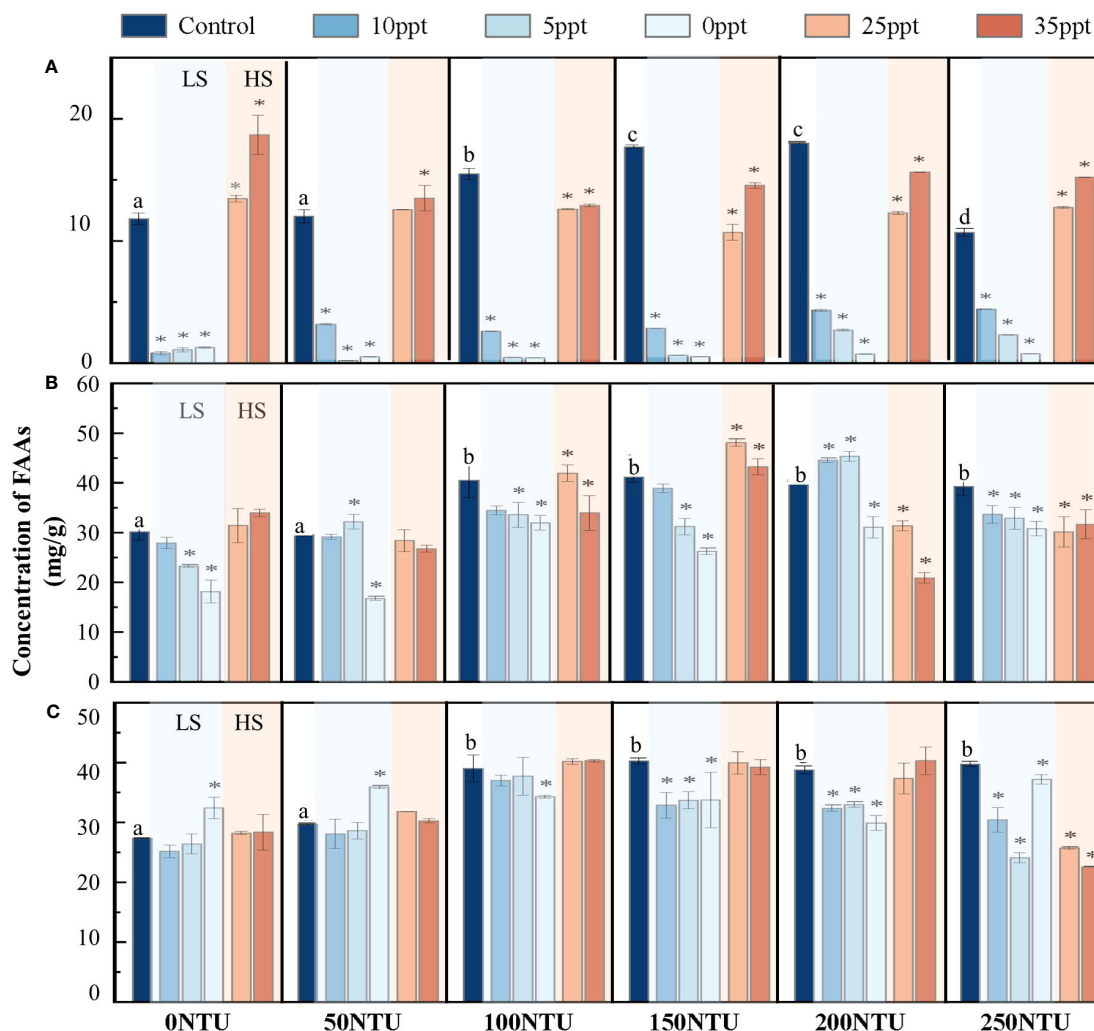 Control 10ppt 5ppt 0ppt 25ppt 35ppt
A
LS HS
20
10
0
a * * * * *
a * * * *
b * * * * *
c * * * * *
c * * * * *
d * * * * *
B
LS HS
60
50
40
30
20
10
0
a * *
a * *
b * * * *
b * * * *
b * * * * *
b * * * * *
C
LS HS
50
40
30
20
10
0
a *
a *
b *
b * * *
b * * *
b * * * * *
Concentration of FAAs
(mg/g)
0NTU 50NTU 100NTU 150NTU 200NTU 250NTU